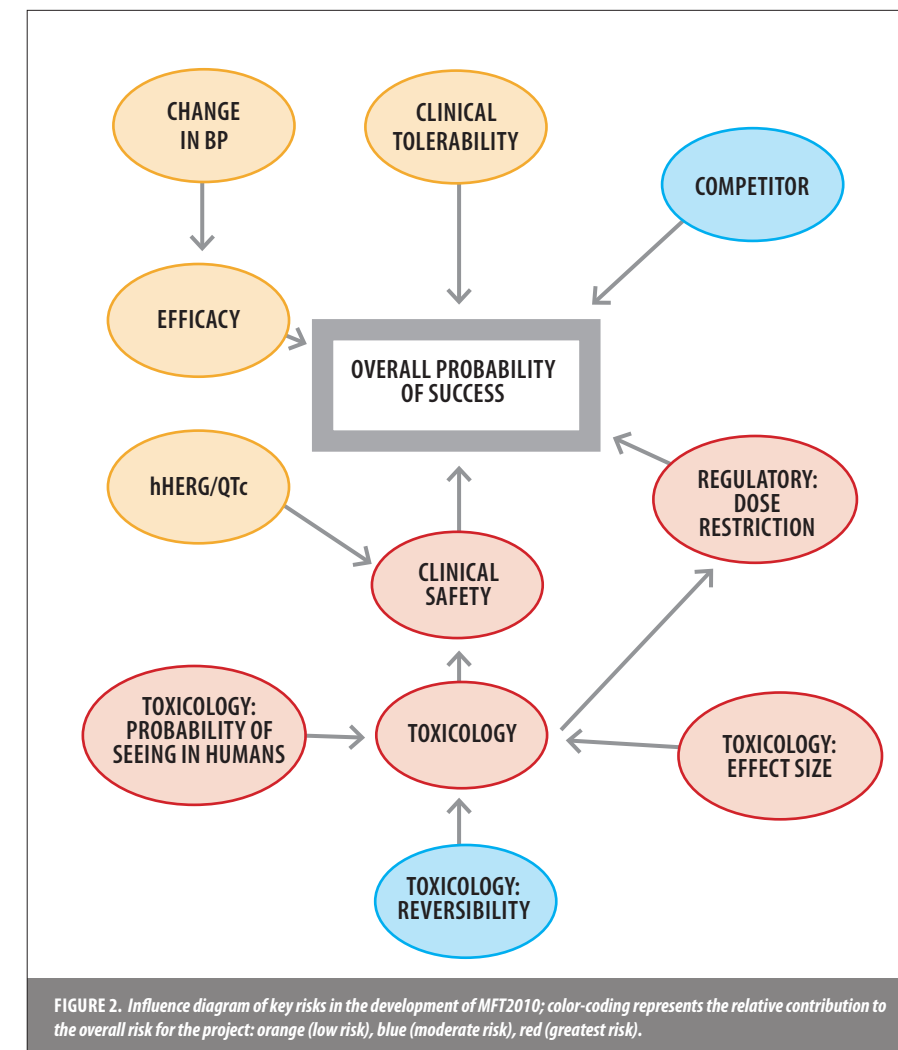 CHANGE
IN BP
CLINICAL
TOLERABILITY
COMPETITOR
EFFICACY
OVERALL PROBABILITY
OF SUCCESS
hHERG/QTc
REGULATORY:
DOSE
RESTRICTION
CLINICAL
SAFETY
TOXICOLOGY:
PROBABILITY OF
SEEING IN HUMANS
TOXICOLOGY
TOXICOLOGY:
EFFECT SIZE
TOXICOLOGY:
REVERSIBILITY
FIGURE 2. Influence diagram of key risks in the development of MFT2010; color-coding represents the relative contribution to
the overall risk for the project: orange (low risk), blue (moderate risk), red (greatest risk).